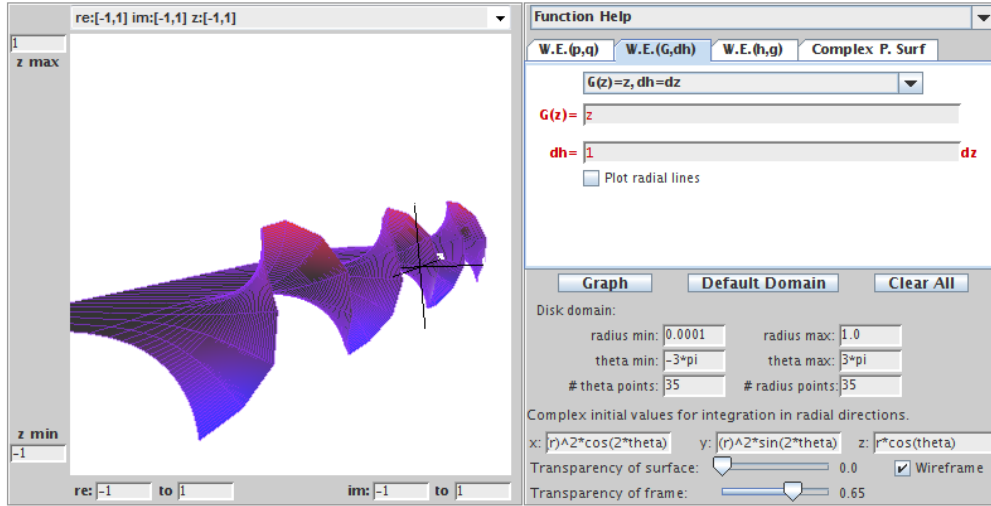 re:[-1,1] im:[-1,1] z:[-1,1]
1
z max
z min
-1
re: -1 to 1 im: -1 to 1
Function Help
W.E.(p,q) W.E.(G,dh) W.E.(h,g) Complex P. Surf
G(z)=z, dh=dz
G(z)= z
dh= 1 dz
Plot radial lines
Graph Default Domain Clear All
Disk domain:
radius min: 0.0001 radius max: 1.0
theta min: -3*pi theta max: 3*pi
# theta points: 35 # radius points: 35
Complex initial values for integration in radial directions.
x: (r)^2*cos(2*theta) y: (r)^2*sin(2*theta) z: r*cos(theta)
Transparency of surface: 0.0 Wireframe
Transparency of frame: 0.65